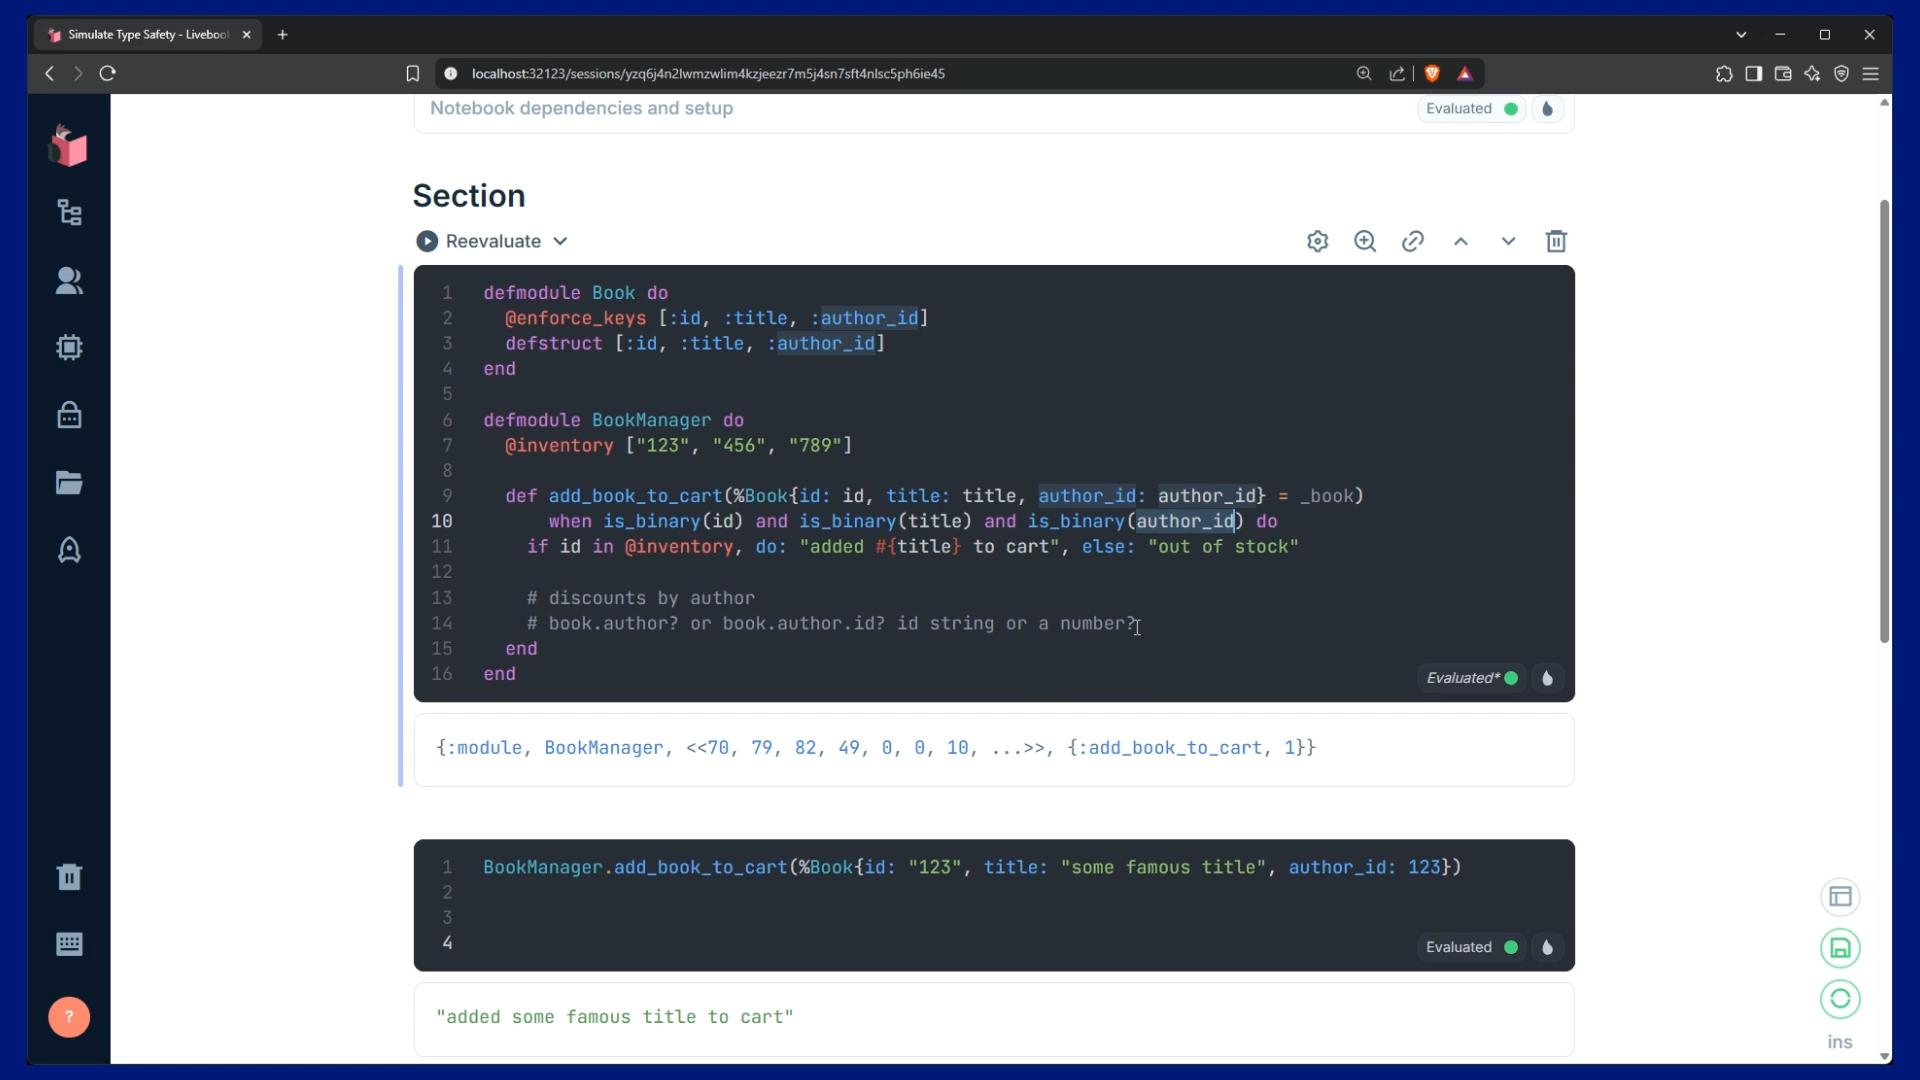 Simulate Type Safety - Livebool
localhost:32123/sessions/yzq6j4n2lwmzwlim4kzjeezr7m5j4sn7sft4nlsc5ph6ie45
Notebook dependencies and setup
Evaluated
Section
Reevaluate
1 defmodule Book do
2 @enforce_keys [:id, :title, :author_id]
3 defstruct [:id, :title, :author_id]
4 end
5
6 defmodule BookManager do
7 @inventory ["123", "456", "789"]
8
9 def add_book_to_cart(%Book{id: id, title: title, author_id: author_id} = _book)
10 when is_binary(id) and is_binary(title) and is_binary(author_id) do
11 if id in @inventory, do: "added #{title} to cart", else: "out of stock"
12
13 # discounts by author
14 # book.author? or book.author.id? id string or a number?
15 end
16 end
Evaluated*
{:module, BookManager, <<70, 79, 82, 49, 0, 0, 10, ...>>, {:add_book_to_cart, 1}}
1 BookManager.add_book_to_cart(%Book{id: "123", title: "some famous title", author_id: 123})
2
3
4
Evaluated
"added some famous title to cart"
?
ins